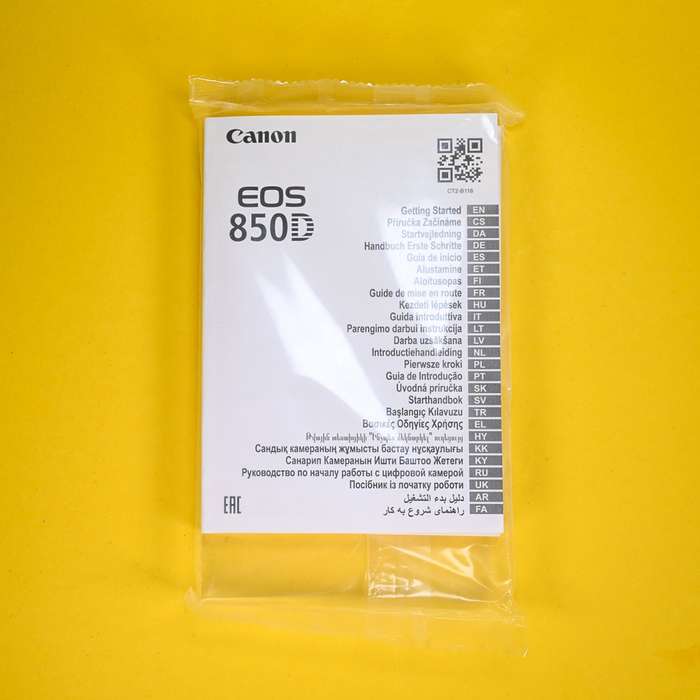 Canon
CT2-B116
EOS
850D
Getting Started EN
Příručka Začínáme CS
Startvejledning DA
Handbuch Erste Schritte DE
Guía de inicio ES
Alustamine ET
Aloitusopas FI
Guide de mise en route FR
Kezdeti lépések HU
Guida introduttiva IT
Parengimo darbui instrukcija LT
Darba uzsākšana LV
Introductiehandleiding NL
Pierwsze kroki PL
Guia de Introdução PT
Úvodná príručka SK
Starthandbok SV
Başlangıç Kılavuzu TR
Βασικές Οδηγίες Χρήσης EL
HY
Сандық камераның жұмысты бастау нұсқаулығы KK
Санарип Камеранын Ишти Баштоо Жетеги KY
Руководство по началу работы с цифровой камерой RU
Посібник із початку роботи UK
دليل بدء التشغيل AR
راهنمای شروع به کار FA
EAC